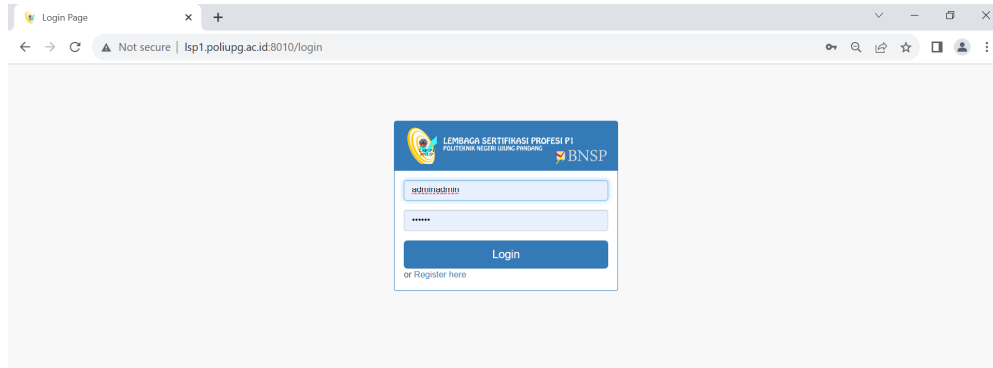 Login Page
Not secure | lsp1.poliupg.ac.id:8010/login
LEMBAGA SERTIFIKASI PROFESI P1
POLITEKNIK NEGERI UJUNG PANDANG
BNSP
adminadmin
••••••
Login
or Register here